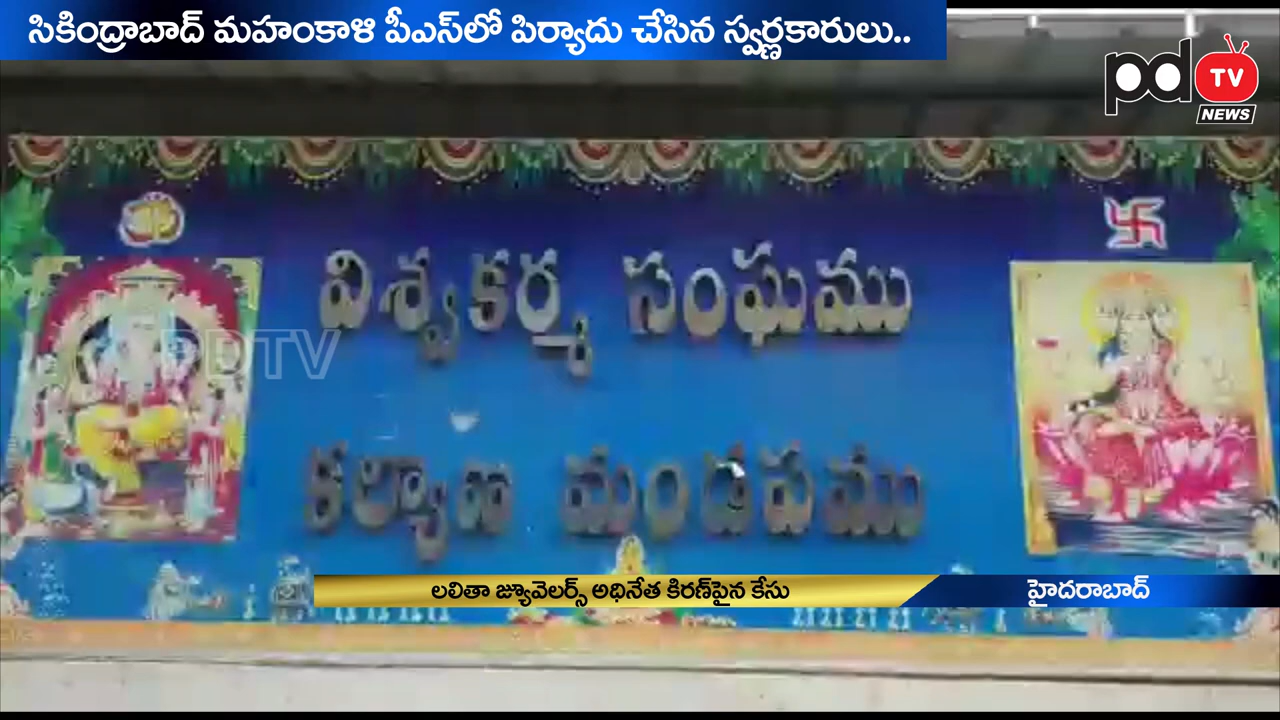 సికింద్రాబాద్ మహంకాళి పీఎస్‌లో పిర్యాదు చేసిన స్వర్ణకారులు..
pd TV
NEWS
విశ్వకర్మ సంఘము
PDTV
కల్యాణ మండపము
లలితా జ్యూవెలర్స్ అధినేత కిరణ్‌పైన కేసు
హైదరాబాద్